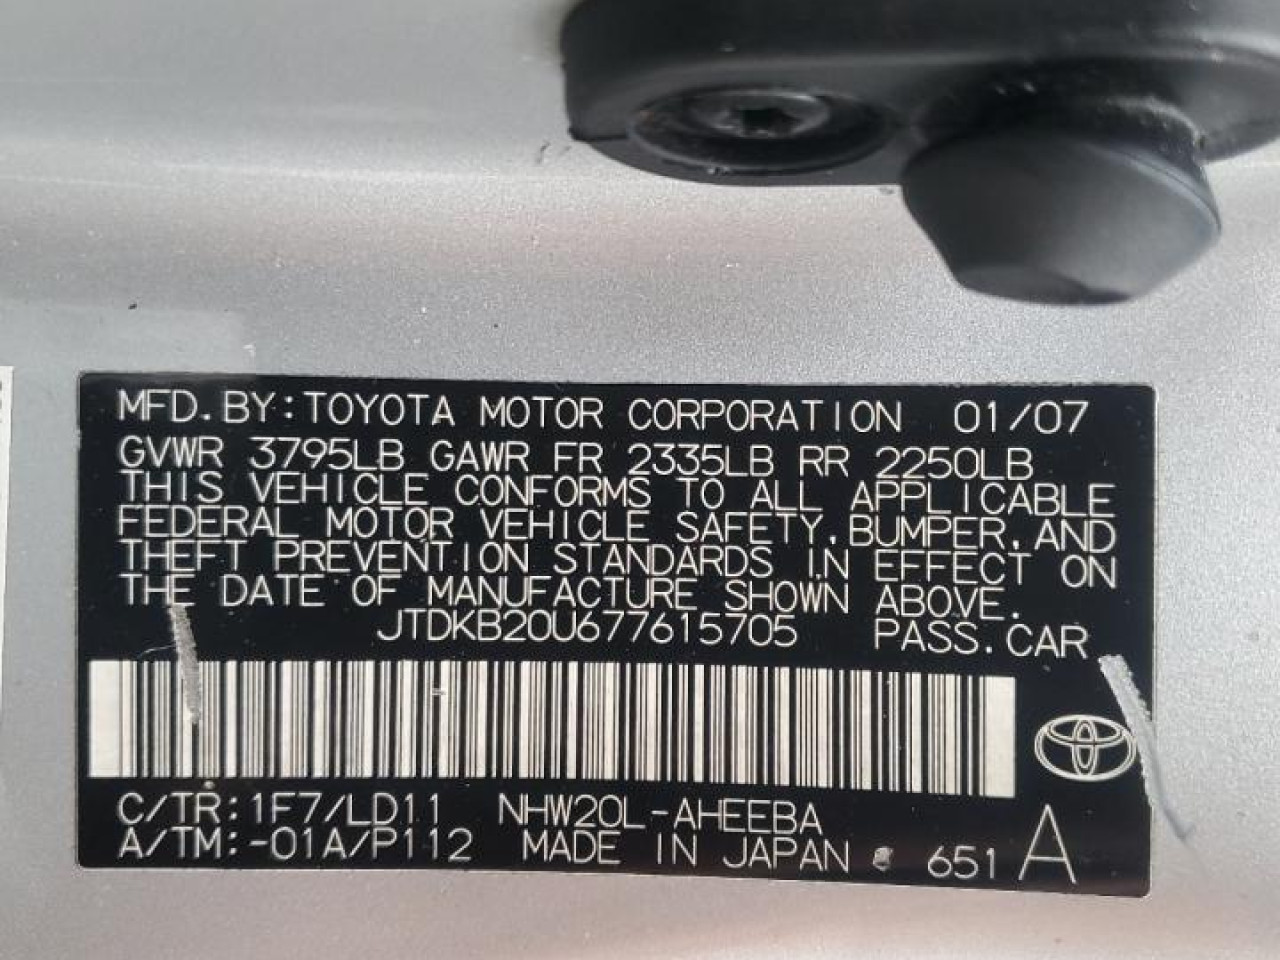 MFD.BY:TOYOTA MOTOR CORPORATION 01/07
GVWR 3795LB GAWR FR 2335LB RR 2250LB
THIS VEHICLE CONFORMS TO ALL APPLICABLE
FEDERAL MOTOR VEHICLE SAFETY,BUMPER,AND
THEFT PREVENTION STANDARDS IN EFFECT ON
THE DATE OF MANUFACTURE SHOWN ABOVE.
JTDKB20U677615705 PASS.CAR
C/TR:1F7/LD11 NHW20L-AHEEBA
A/TM:-01A/P112 MADE IN JAPAN 651 A